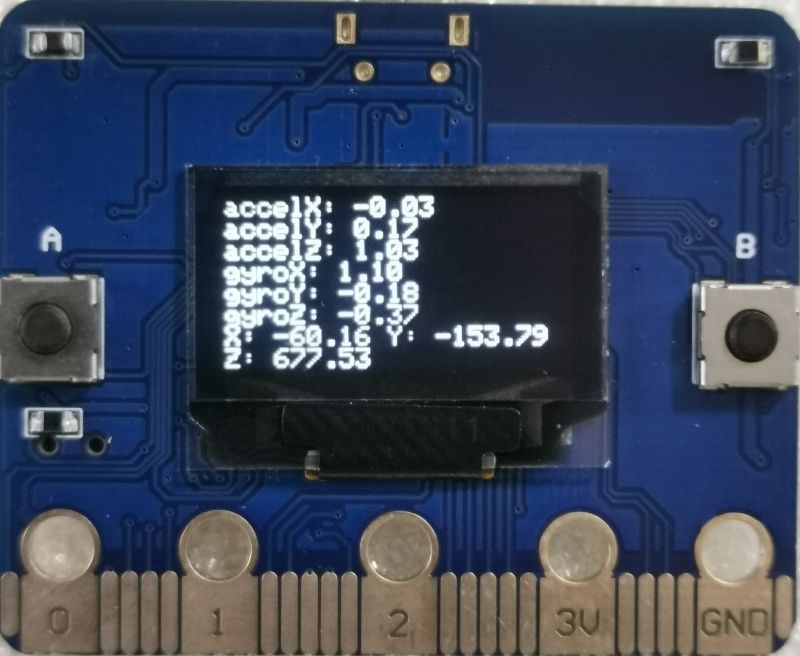 accelX: -0.03
accelY: 0.17
accelZ: 1.03
gyroX: 1.10
gyroY: -0.18
gyroZ: -0.37
X: -60.16 Y: -153.79
Z: 677.53
A
B
0 1 2 3V GND